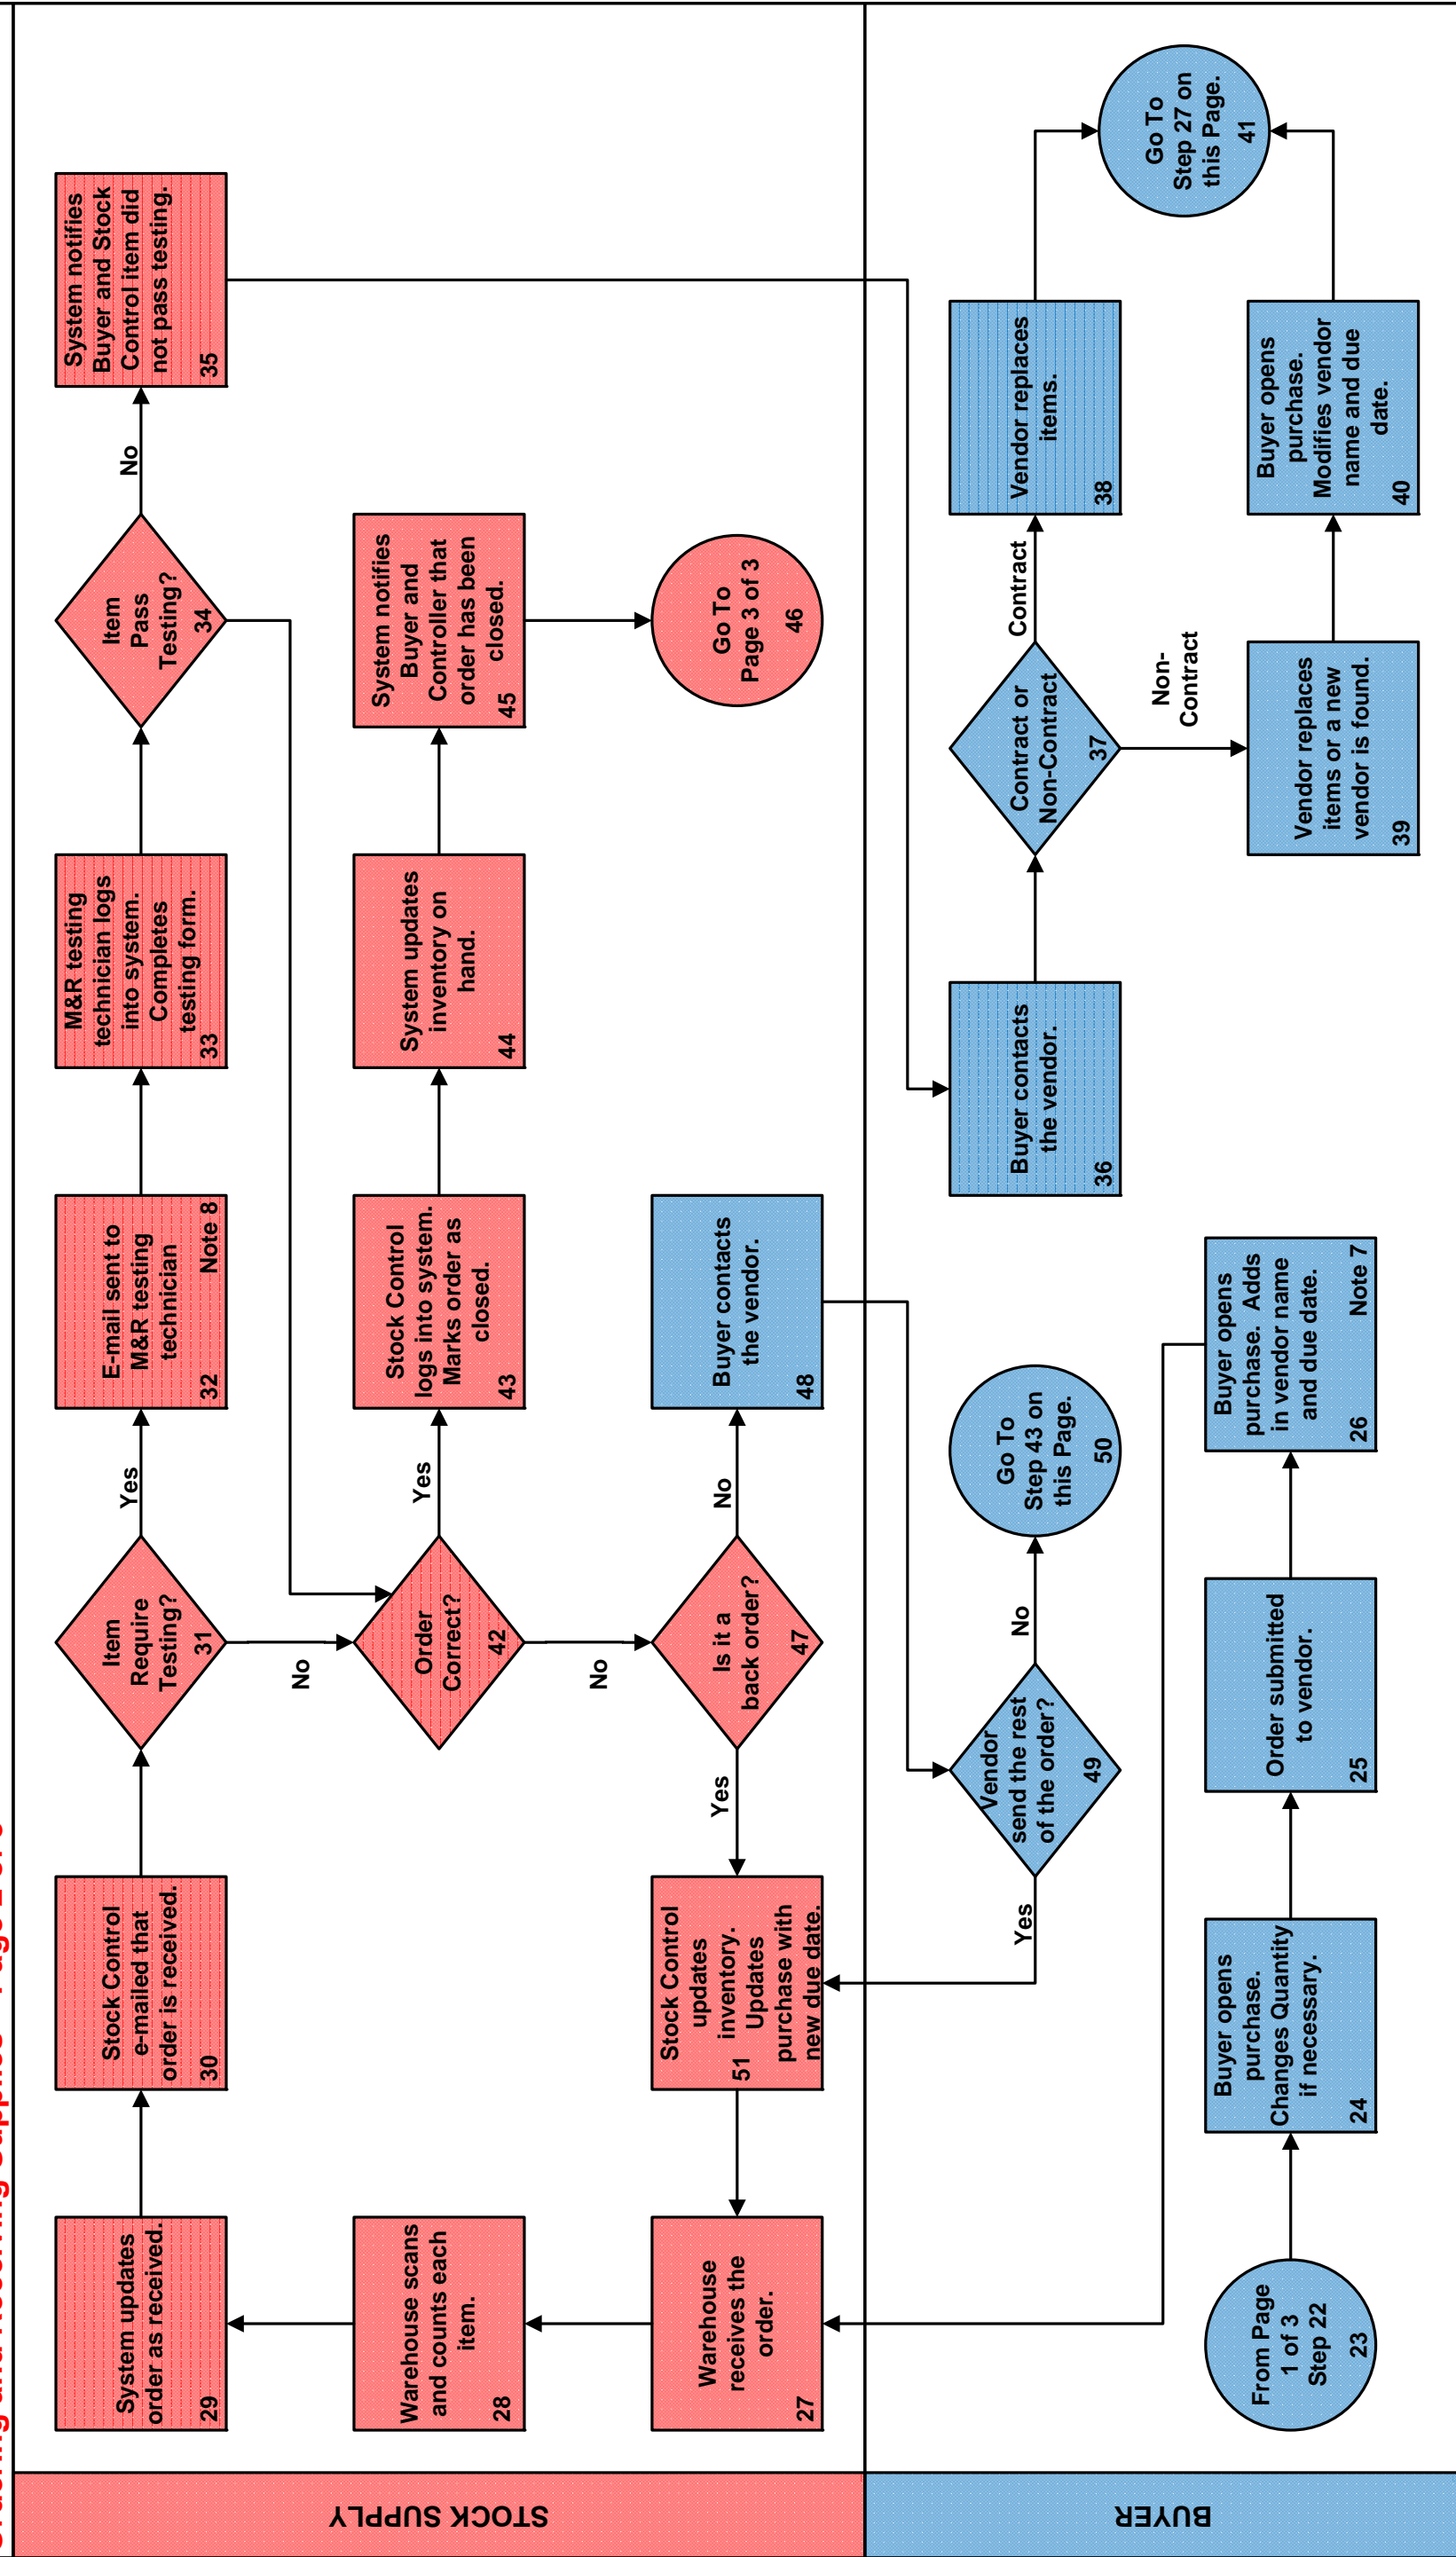 Ordering and Receiving Supplies - Page 2 of 3
STOCK SUPPLY
System updates
order as received.
29
Stock Control
e-mailed that
order is received.
30
Item
Require
Testing?
31
Yes
No
E-mail sent to
M&R testing
technician
32 Note 8
M&R testing
technician logs
into system.
Completes
testing form.
33
Item
Pass
Testing?
34
No
System notifies
Buyer and Stock
Control item did
not pass testing.
35
Warehouse scans
and counts each
item.
28
Order
Correct?
42
Yes
No
Stock Control
logs into system.
Marks order as
closed.
43
System updates
inventory on
hand.
44
System notifies
Buyer and
Controller that
order has been
closed.
45
Warehouse
receives the
order.
27
Stock Control
updates
inventory.
Updates
purchase with
new due date.
51
Yes
Is it a
back order?
47
No
Buyer contacts
the vendor.
48
Go To
Page 3 of 3
46
BUYER
Yes
Vendor
send the rest
of the order?
49
No
Go To
Step 43 on
this Page.
50
Buyer contacts
the vendor.
36
Contract or
Non-Contract
37
Contract
Non-
Contract
Vendor replaces
items.
38
Go To
Step 27 on
this Page.
41
From Page
1 of 3
Step 22
23
Buyer opens
purchase.
Changes Quantity
if necessary.
24
Order submitted
to vendor.
25
Buyer opens
purchase. Adds
in vendor name
and due date.
26 Note 7
Vendor replaces
items or a new
vendor is found.
39
Buyer opens
purchase.
Modifies vendor
name and due
date.
40